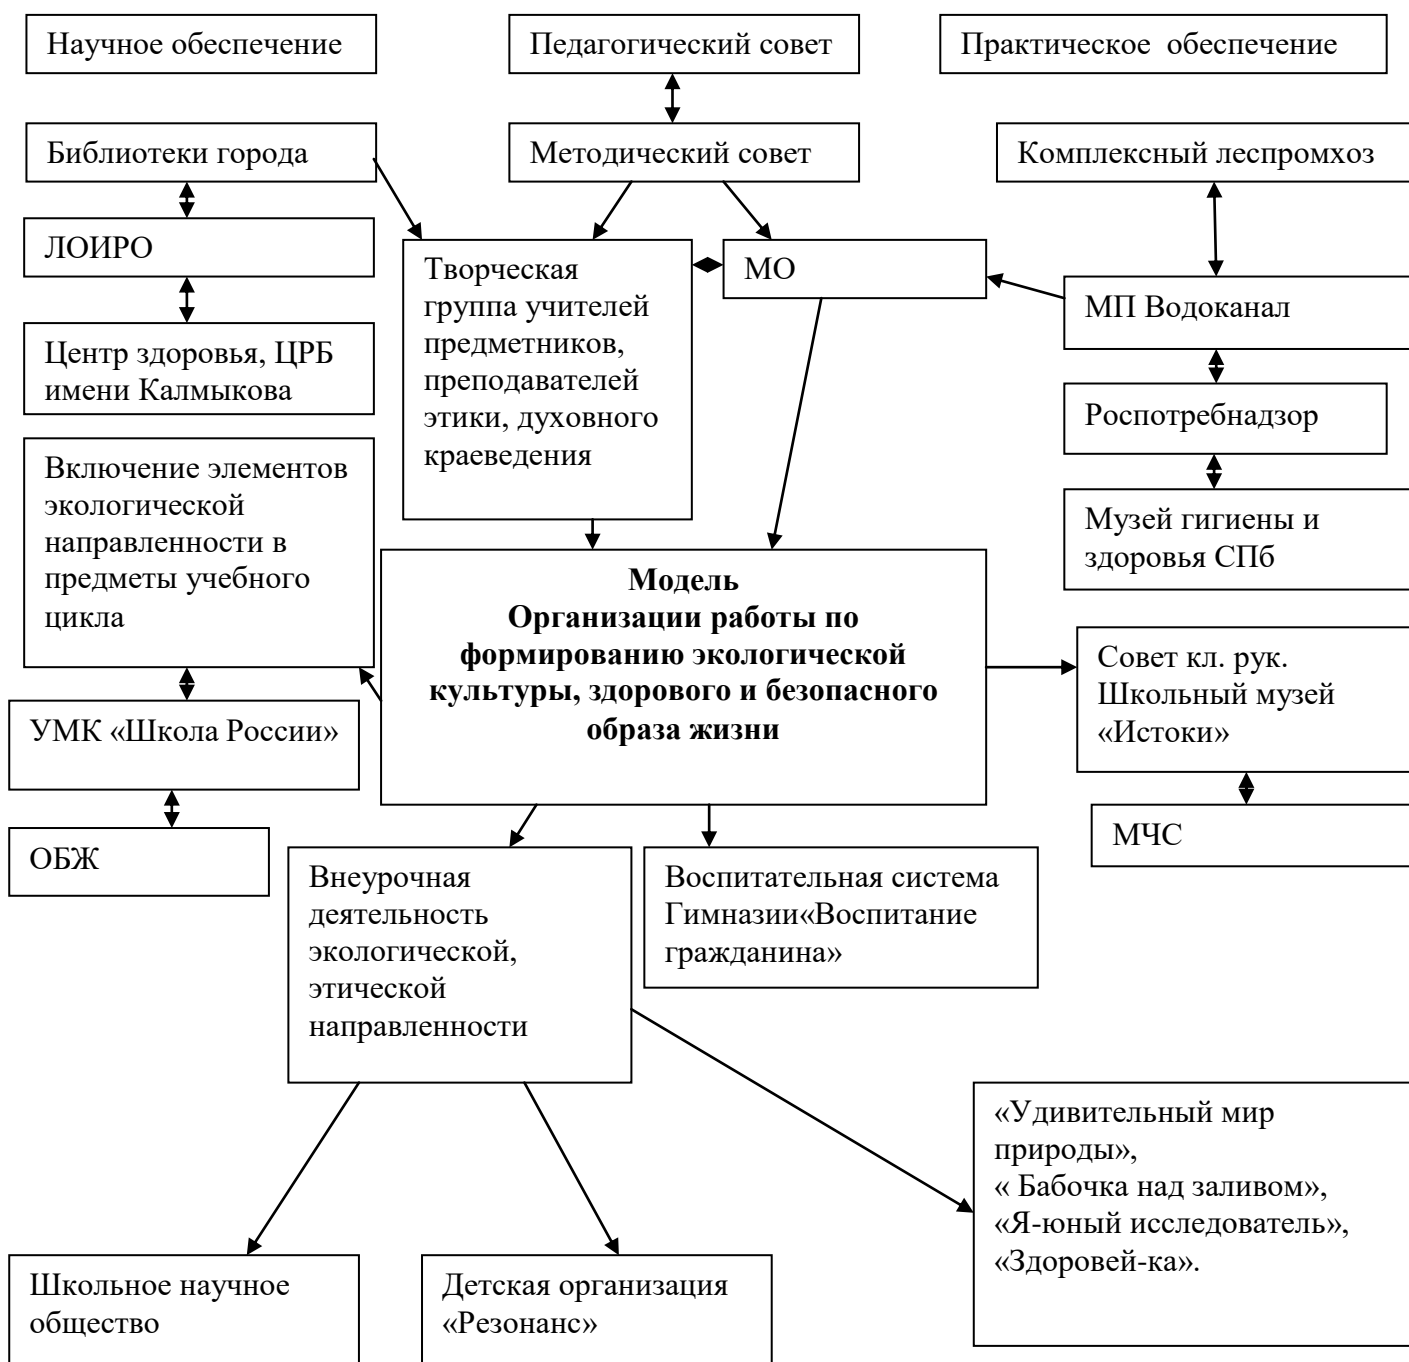 Научное обеспечение
Педагогический совет
Практическое обеспечение
Библиотеки города
Методический совет
Комплексный леспромхоз
ЛОИРО
Творческая
группа учителей
предметников,
преподавателей
этики, духовного
краеведения
МО
МП Водоканал
Центр здоровья, ЦРБ
имени Калмыкова
Роспотребнадзор
Включение элементов
экологической
направленности в
предметы учебного
цикла
Музей гигиены и
здоровья СПб
Модель
Организации работы по
формированию экологической
культуры, здорового и безопасного
образа жизни
Совет кл. рук.
Школьный музей
«Истоки»
УМК «Школа России»
МЧС
ОБЖ
Внеурочная
деятельность
экологической,
этической
направленности
Воспитательная система
Гимназии«Воспитание
гражданина»
«Удивительный мир
природы»,
« Бабочка над заливом»,
«Я-юный исследователь»,
«Здоровей-ка».
Школьное научное
общество
Детская организация
«Резонанс»